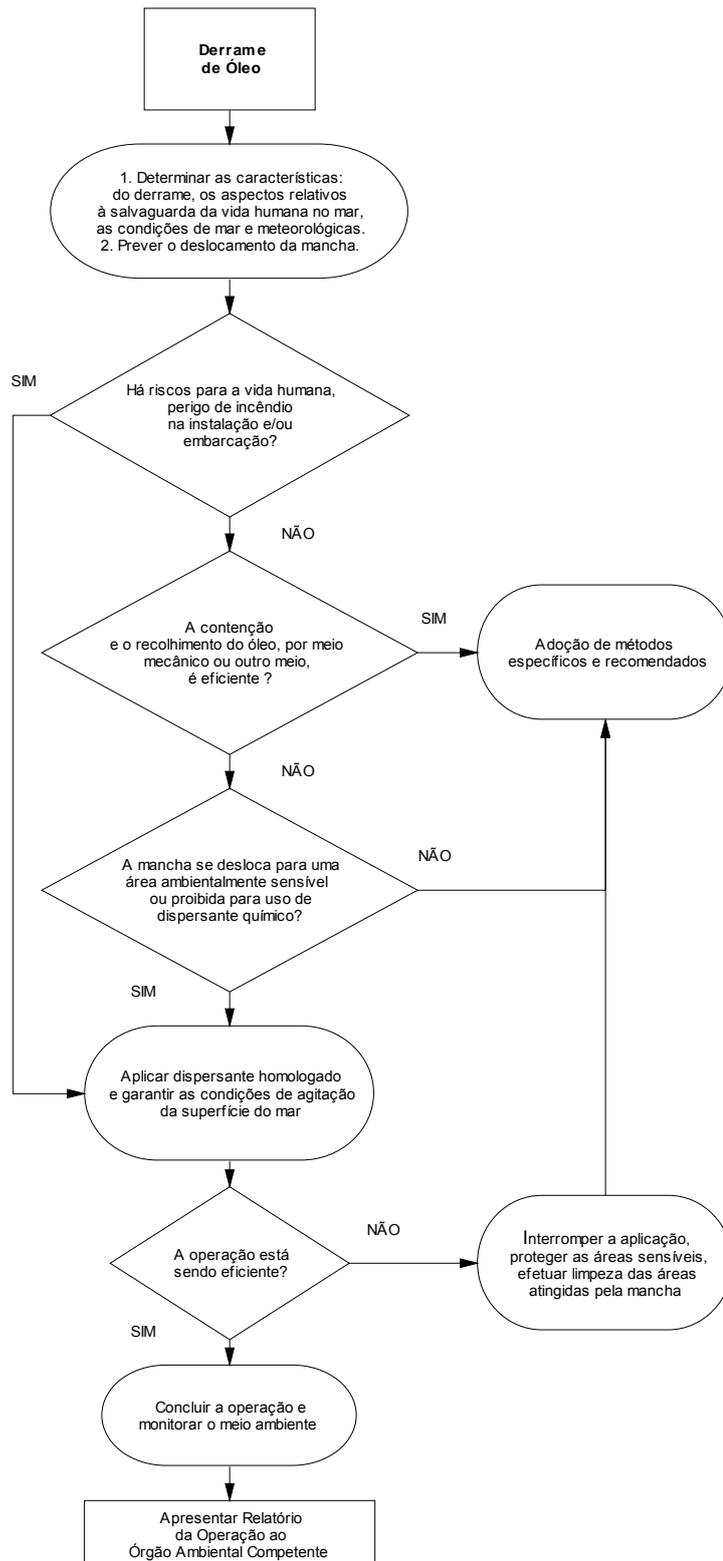 Derrame
de Óleo
1. Determinar as características:
do derrame, os aspectos relativos
à salvaguarda da vida humana no mar,
as condições de mar e meteorológicas.
2. Prever o deslocamento da mancha.
SIM
Há riscos para a vida humana,
perigo de incêndio
na instalação e/ou
embarcação?
NÃO
A contenção
e o recolhimento do óleo, por meio
mecânico ou outro meio,
é eficiente ?
SIM
Adoção de métodos
específicos e recomendados
NÃO
A mancha se desloca para uma
área ambientalmente sensível
ou proibida para uso de
dispersante químico?
NÃO
SIM
Aplicar dispersante homologado
e garantir as condições de agitação
da superfície do mar
A operação está
sendo eficiente?
NÃO
Interromper a aplicação,
proteger as áreas sensíveis,
efetuar limpeza das áreas
atingidas pela mancha
SIM
Concluir a operação e
monitorar o meio ambiente
Apresentar Relatório
da Operação ao
Órgão Ambiental Competente